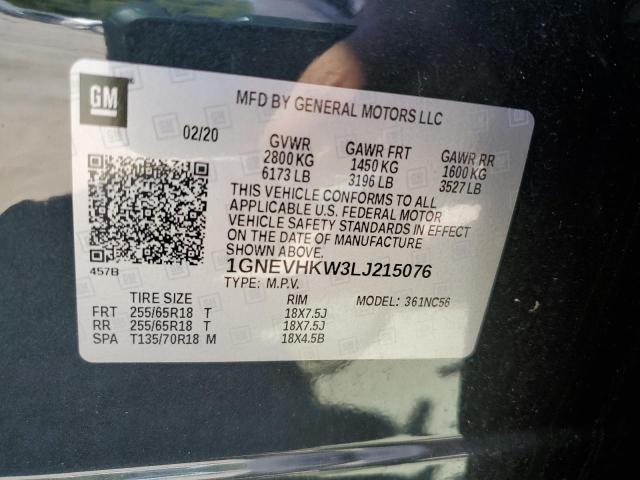 GM
MFD BY GENERAL MOTORS LLC
02/20
GVWR GAWR FRT GAWR RR
2800 KG 1450 KG 1600 KG
6173 LB 3196 LB 3527 LB
THIS VEHICLE CONFORMS TO ALL
APPLICABLE U.S. FEDERAL MOTOR
VEHICLE SAFETY STANDARDS IN EFFECT
ON THE DATE OF MANUFACTURE
SHOWN ABOVE.
457B
1GNEVHKW3LJ215076
TYPE: M.P.V.
TIRE SIZE RIM MODEL: 361NC56
FRT 255/65R18 T 18X7.5J
RR 255/65R18 T 18X7.5J
SPA T135/70R18 M 18X4.5B